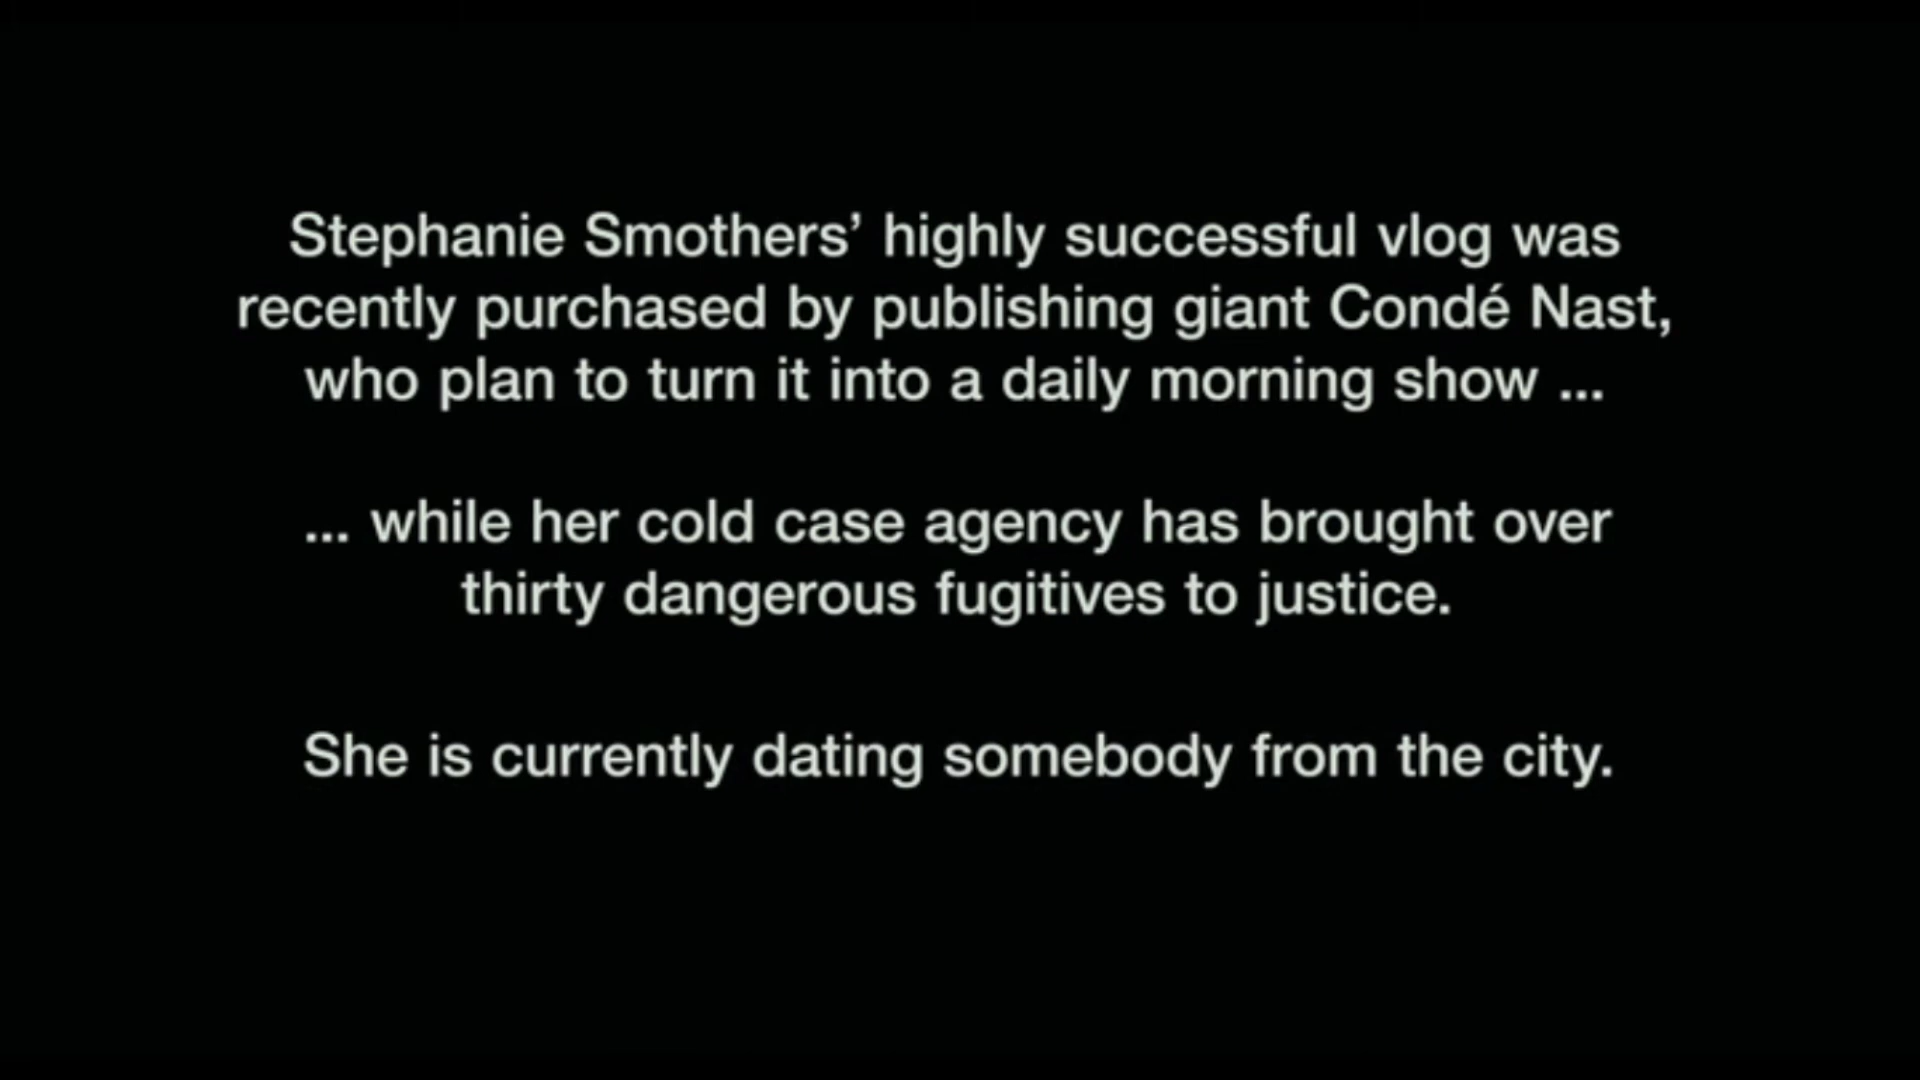 Stephanie Smothers’ highly successful vlog was
recently purchased by publishing giant Condé Nast,
who plan to turn it into a daily morning show ...
... while her cold case agency has brought over
thirty dangerous fugitives to justice.
She is currently dating somebody from the city.